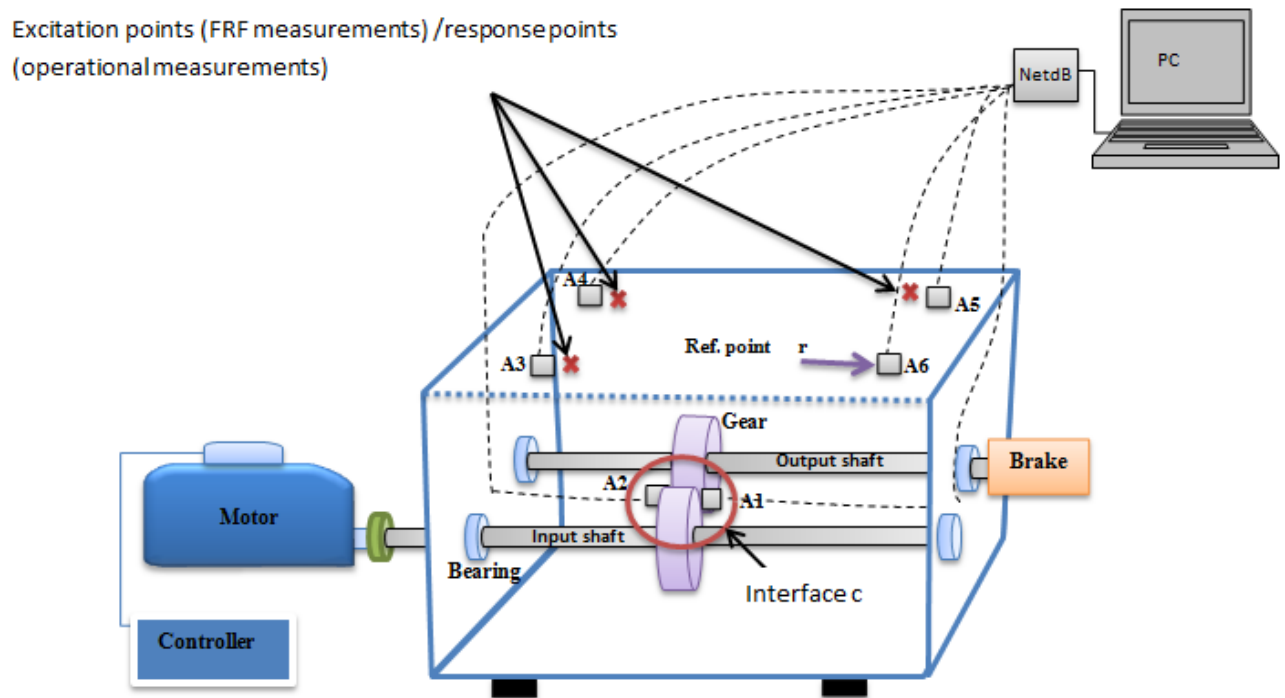 Excitation points (FRF measurements) /response points
(operational measurements)
NetdB
PC
A4
A5
A3
Ref. point r
A6
Gear
Output shaft
Brake
A2
A1
Motor
Input shaft
Bearing
Interface c
Controller